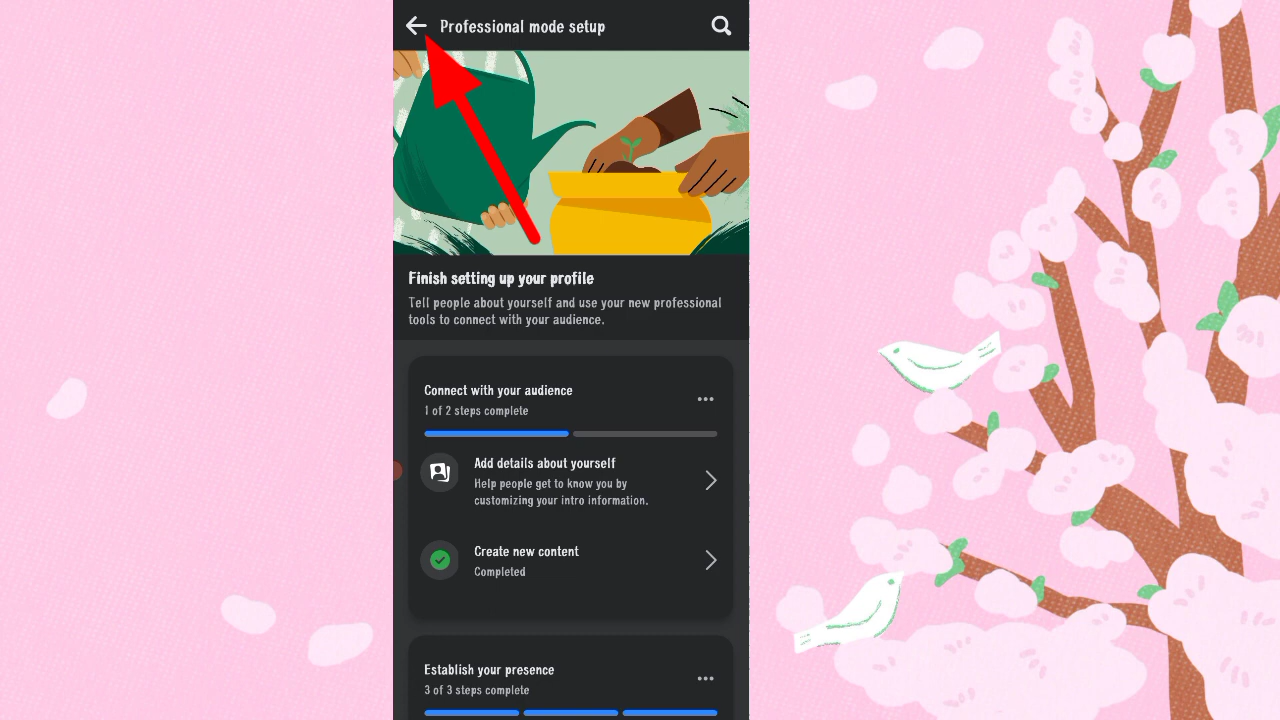 Professional mode setup
Finish setting up your profile
Tell people about yourself and use your new professional
tools to connect with your audience.
Connect with your audience
1 of 2 steps complete
Add details about yourself
Help people get to know you by
customizing your intro information.
Create new content
Completed
Establish your presence
3 of 3 steps complete